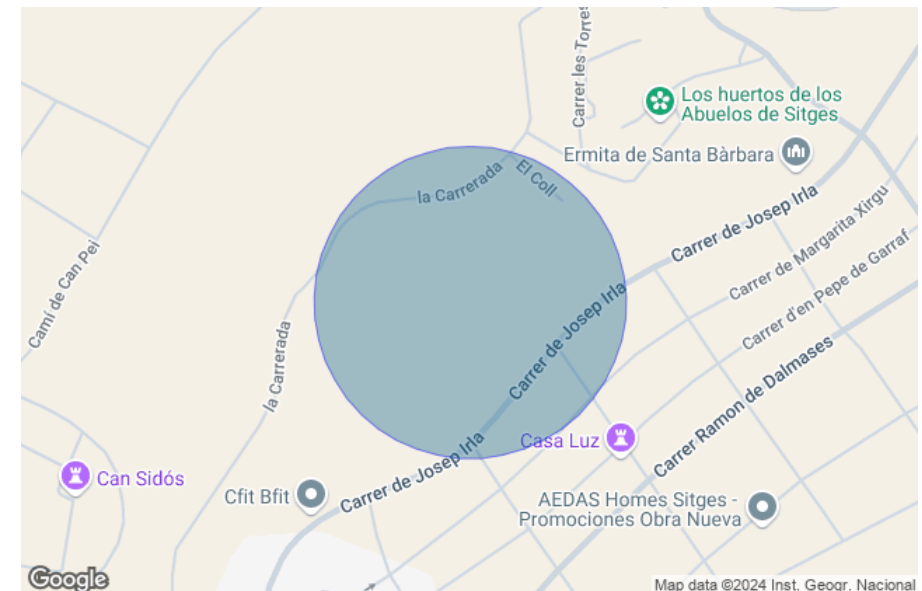 Carrer les Torres
Los huertos de los
Abuelos de Sitges
Ermita de Santa Bàrbara
la Carrerada
El Coll
Carrer de Josep Irla
Carrer de Margarita Xirgu
Camí de Can Pei
Carrer d'en Pepe de Garraf
Carrer de Josep Irla
la Carrerada
Carrer Ramon de Dalmases
Casa Luz
Can Sidós
Cfit Bfit
Carrer de Josep Irla
AEDAS Homes Sitges -
Promociones Obra Nueva
Google
Map data ©2024 Inst. Geogr. Nacional